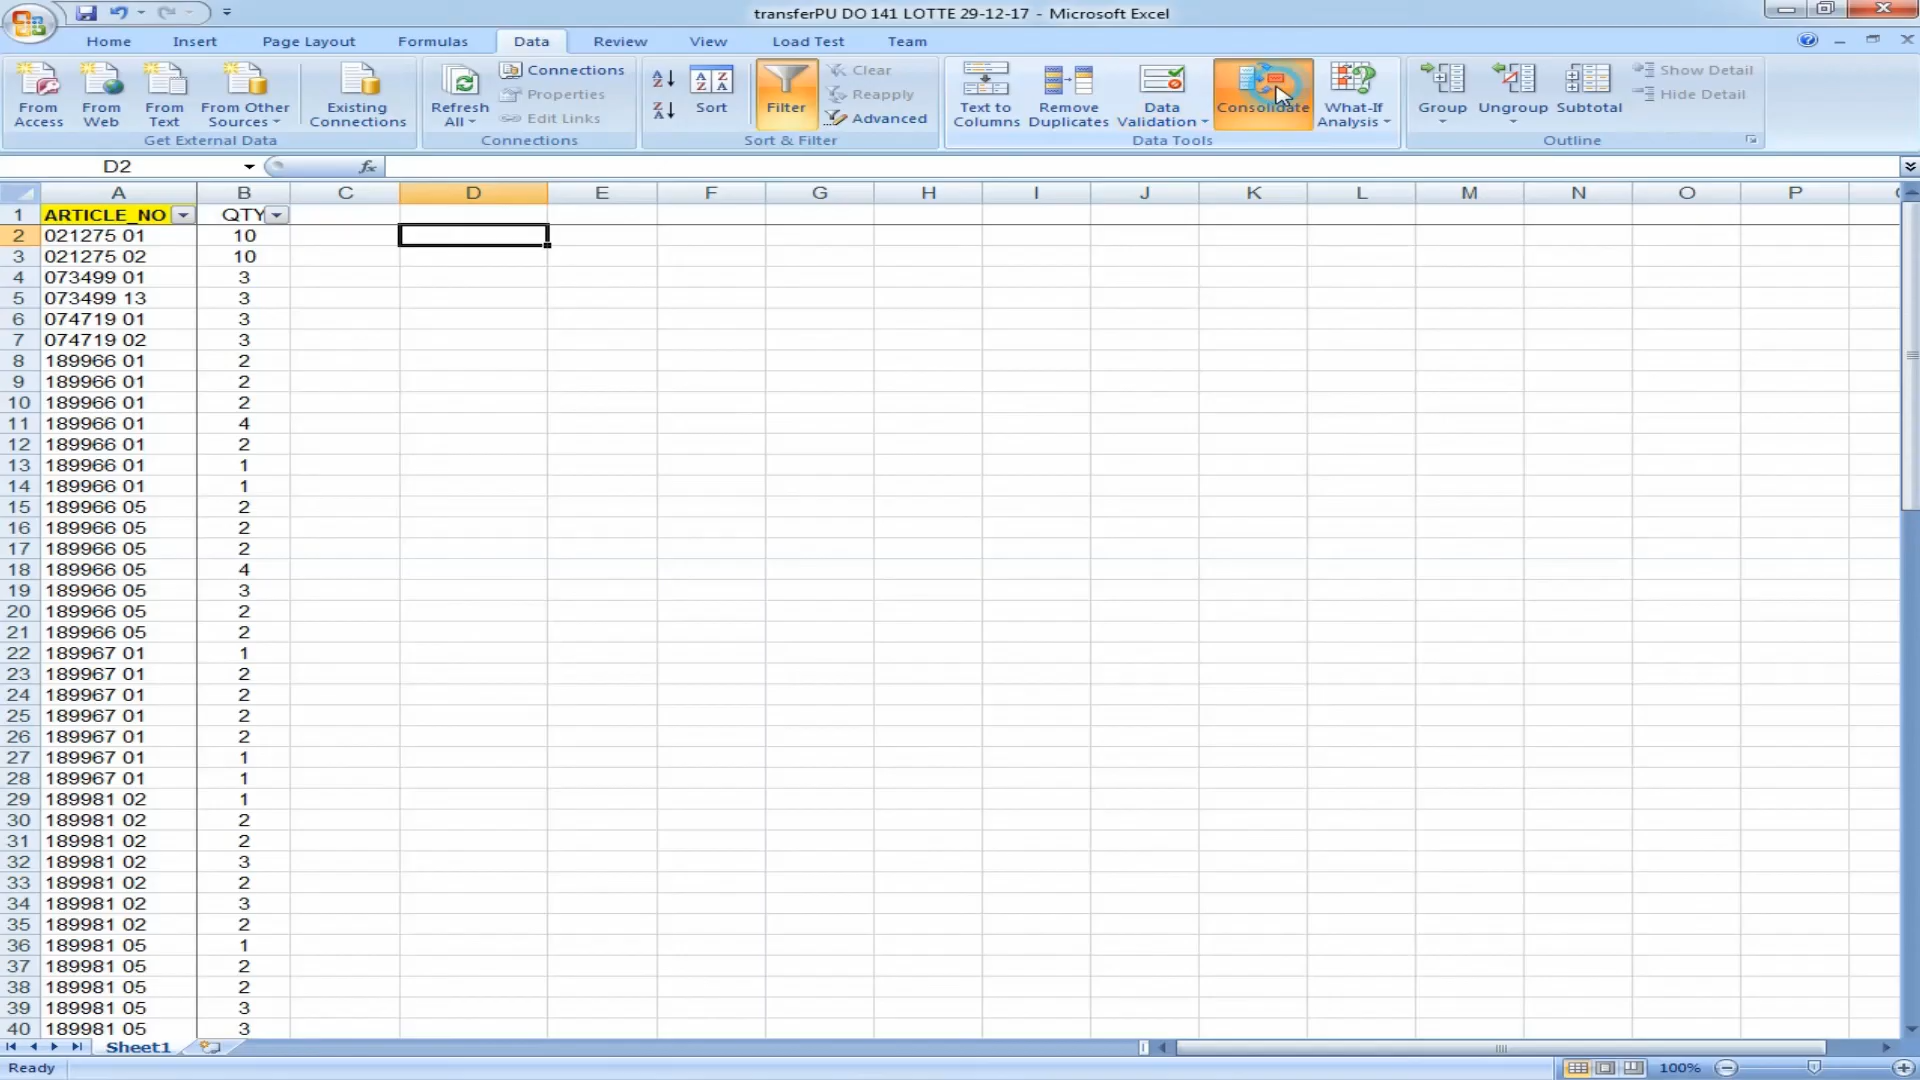 transferPU DO 141 LOTTE 29-12-17 - Microsoft Excel
Home Insert Page Layout Formulas Data Review View Load Test Team
From Access
From Web
From Text
From Other Sources
Existing Connections
Get External Data
Refresh All
Connections
Properties
Edit Links
Connections
Sort
Filter
Clear
Reapply
Advanced
Sort & Filter
Text to Columns
Remove Duplicates
Data Validation
Consolidate
What-If Analysis
Data Tools
Group
Ungroup
Subtotal
Show Detail
Hide Detail
Outline
D2 fx
A B C D E F G H I J K L M N O P
1 ARTICLE_NO QTY
2 021275 01 10
3 021275 02 10
4 073499 01 3
5 073499 13 3
6 074719 01 3
7 074719 02 3
8 189966 01 2
9 189966 01 2
10 189966 01 2
11 189966 01 4
12 189966 01 2
13 189966 01 1
14 189966 01 1
15 189966 05 2
16 189966 05 2
17 189966 05 2
18 189966 05 4
19 189966 05 3
20 189966 05 2
21 189966 05 2
22 189967 01 1
23 189967 01 2
24 189967 01 2
25 189967 01 2
26 189967 01 2
27 189967 01 1
28 189967 01 1
29 189981 02 1
30 189981 02 2
31 189981 02 2
32 189981 02 3
33 189981 02 2
34 189981 02 3
35 189981 02 2
36 189981 05 1
37 189981 05 2
38 189981 05 2
39 189981 05 3
40 189981 05 3
Sheet1
Ready 100%